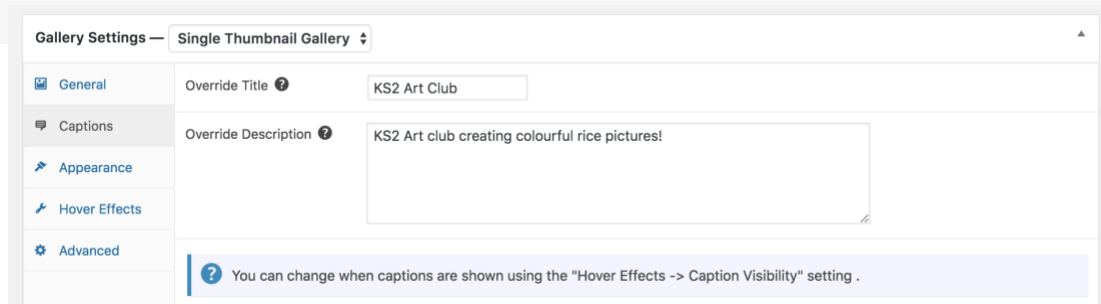 Gallery Settings — Single Thumbnail Gallery
General
Captions
Appearance
Hover Effects
Advanced
Override Title
KS2 Art Club
Override Description
KS2 Art club creating colourful rice pictures!
You can change when captions are shown using the "Hover Effects -> Caption Visibility" setting .